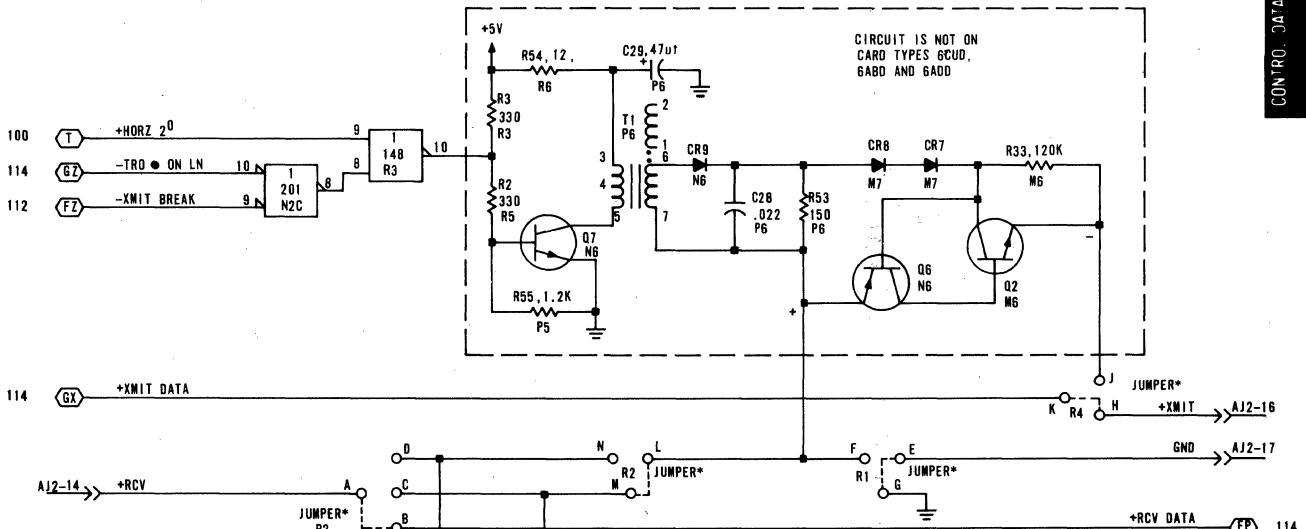 CONTROL DATA
+5V
R54, 12,
R6
C29, 47uf
+
P6
CIRCUIT IS NOT ON
CARD TYPES 6CUD,
6ABD AND 6ADD
R3
330
R3
T1
P6
2
1
6
3
4
5
7
CR9
N6
CR8
M7
CR7
M7
R33, 120K
M6
100
T
+HORZ 2⁰
9
1
148
R3
10
114
GZ
-TRO ● ON LN
10
8
8
1
201
N2C
112
FZ
-XMIT BREAK
9
R2
330
R5
C28
.022
P6
R53
150
P6
Q7
N6
Q6
N6
Q2
M6
-
R55, 1.2K
P5
+
114
GX
+XMIT DATA
J
JUMPER*
K
R4
H
+XMIT
AJ2-16
D
N
L
R2
JUMPER*
F
E
R1
JUMPER*
GND
AJ2-17
AJ2-14
+RCV
A
C
M
G
JUMPER*
B
+RCV DATA
114